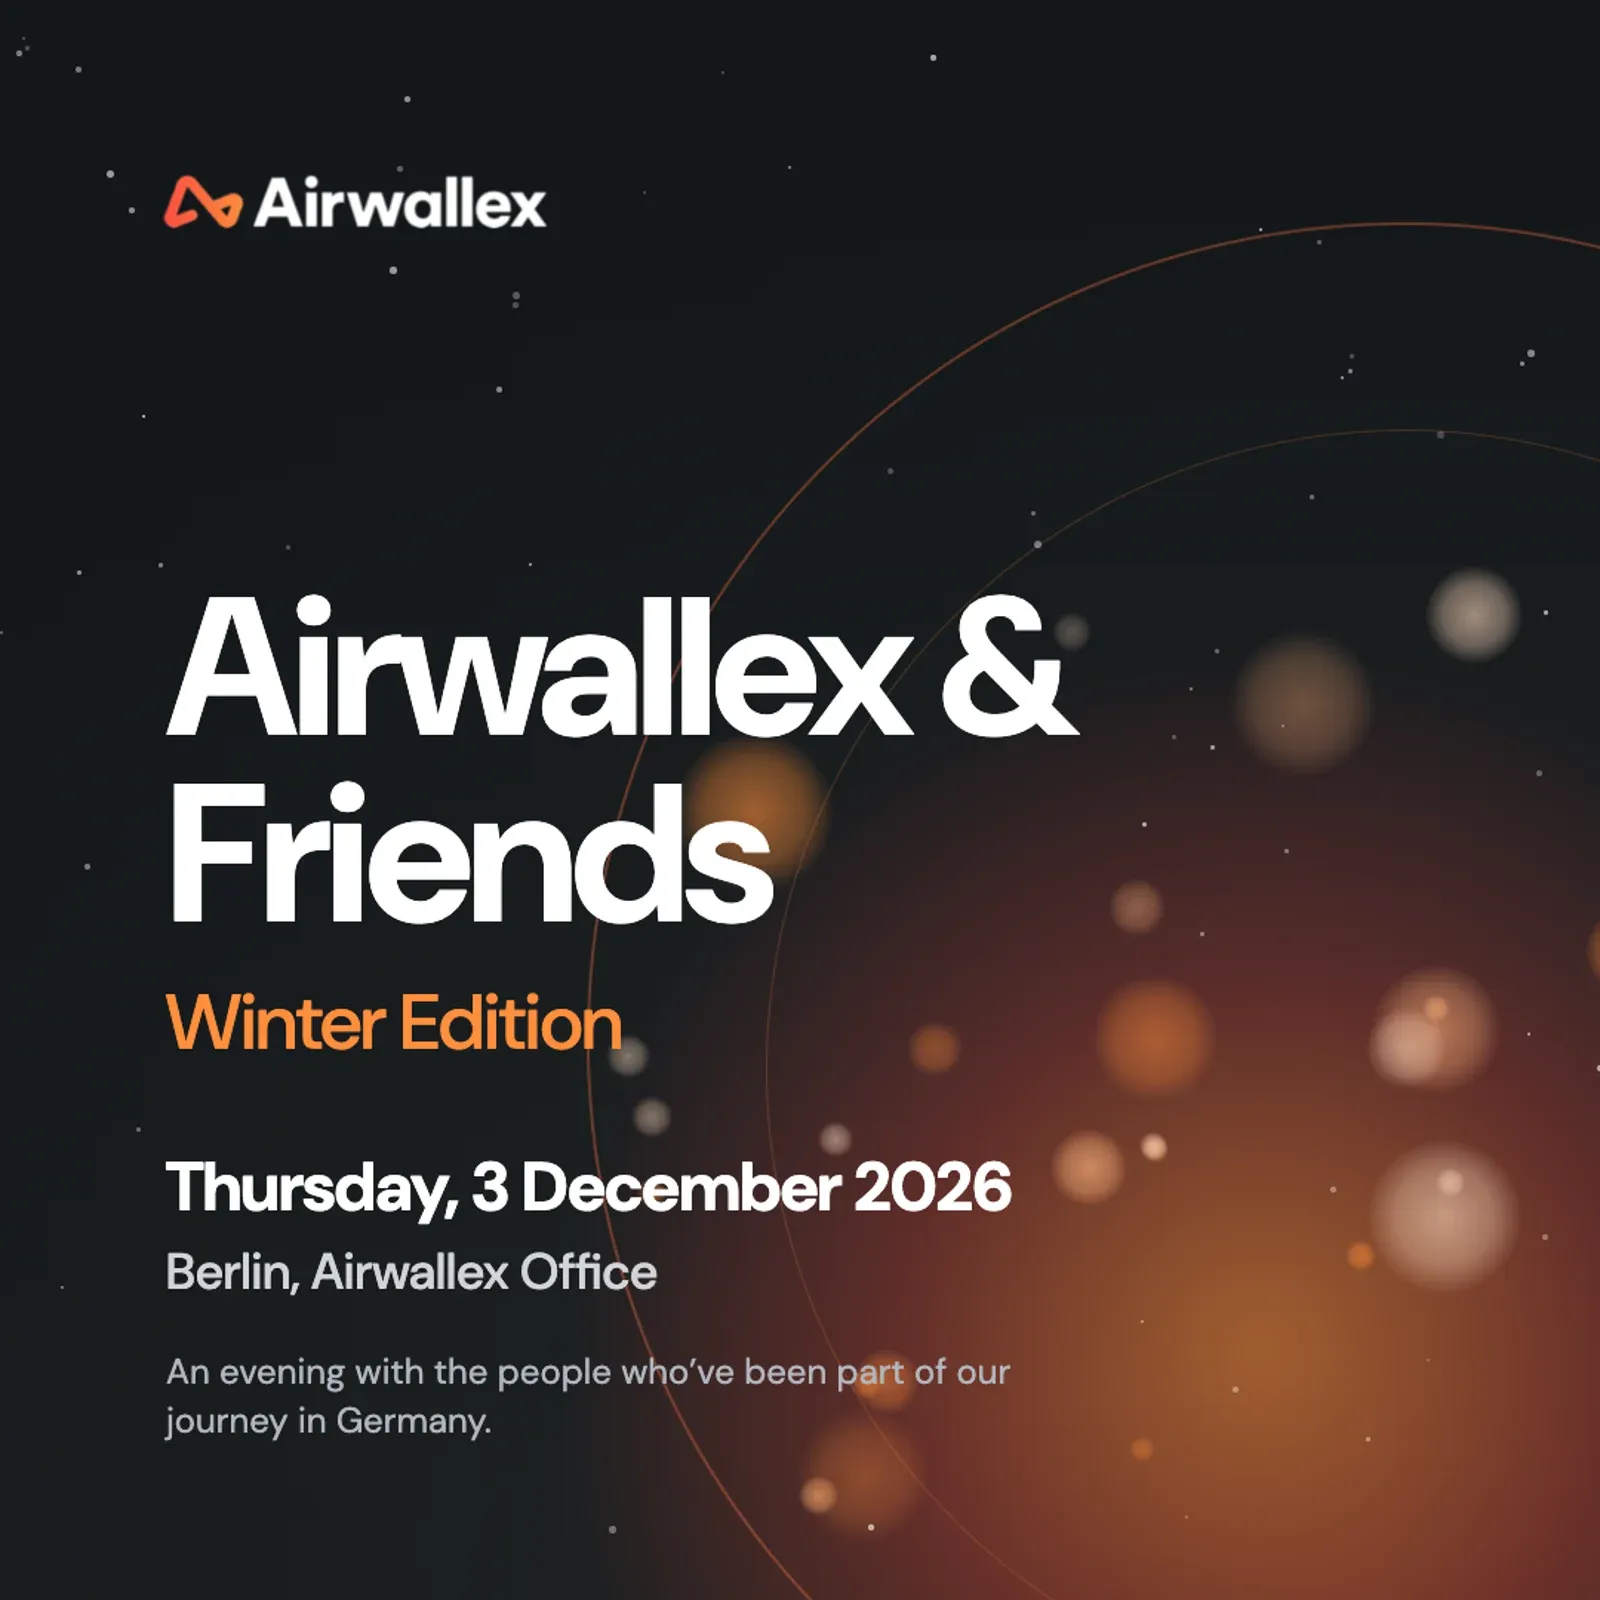 Airwallex
Airwallex &
Friends
Winter Edition
Thursday, 3 December 2026
Berlin, Airwallex Office
An evening with the people who’ve been part of our
journey in Germany.